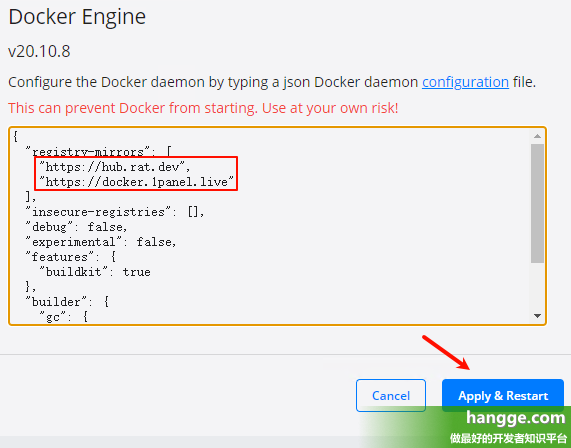 Docker Engine
v20.10.8
Configure the Docker daemon by typing a json Docker daemon configuration file.
This can prevent Docker from starting. Use at your own risk!
{
"registry-mirrors": [
"https://hub.rat.dev",
"https://docker.1panel.live"
],
"insecure-registries": [],
"debug": false,
"experimental": false,
"features": {
"buildkit": true
},
"builder": {
"gc": {
Cancel
Apply & Restart
hangge.com
做最好的开发者知识平台